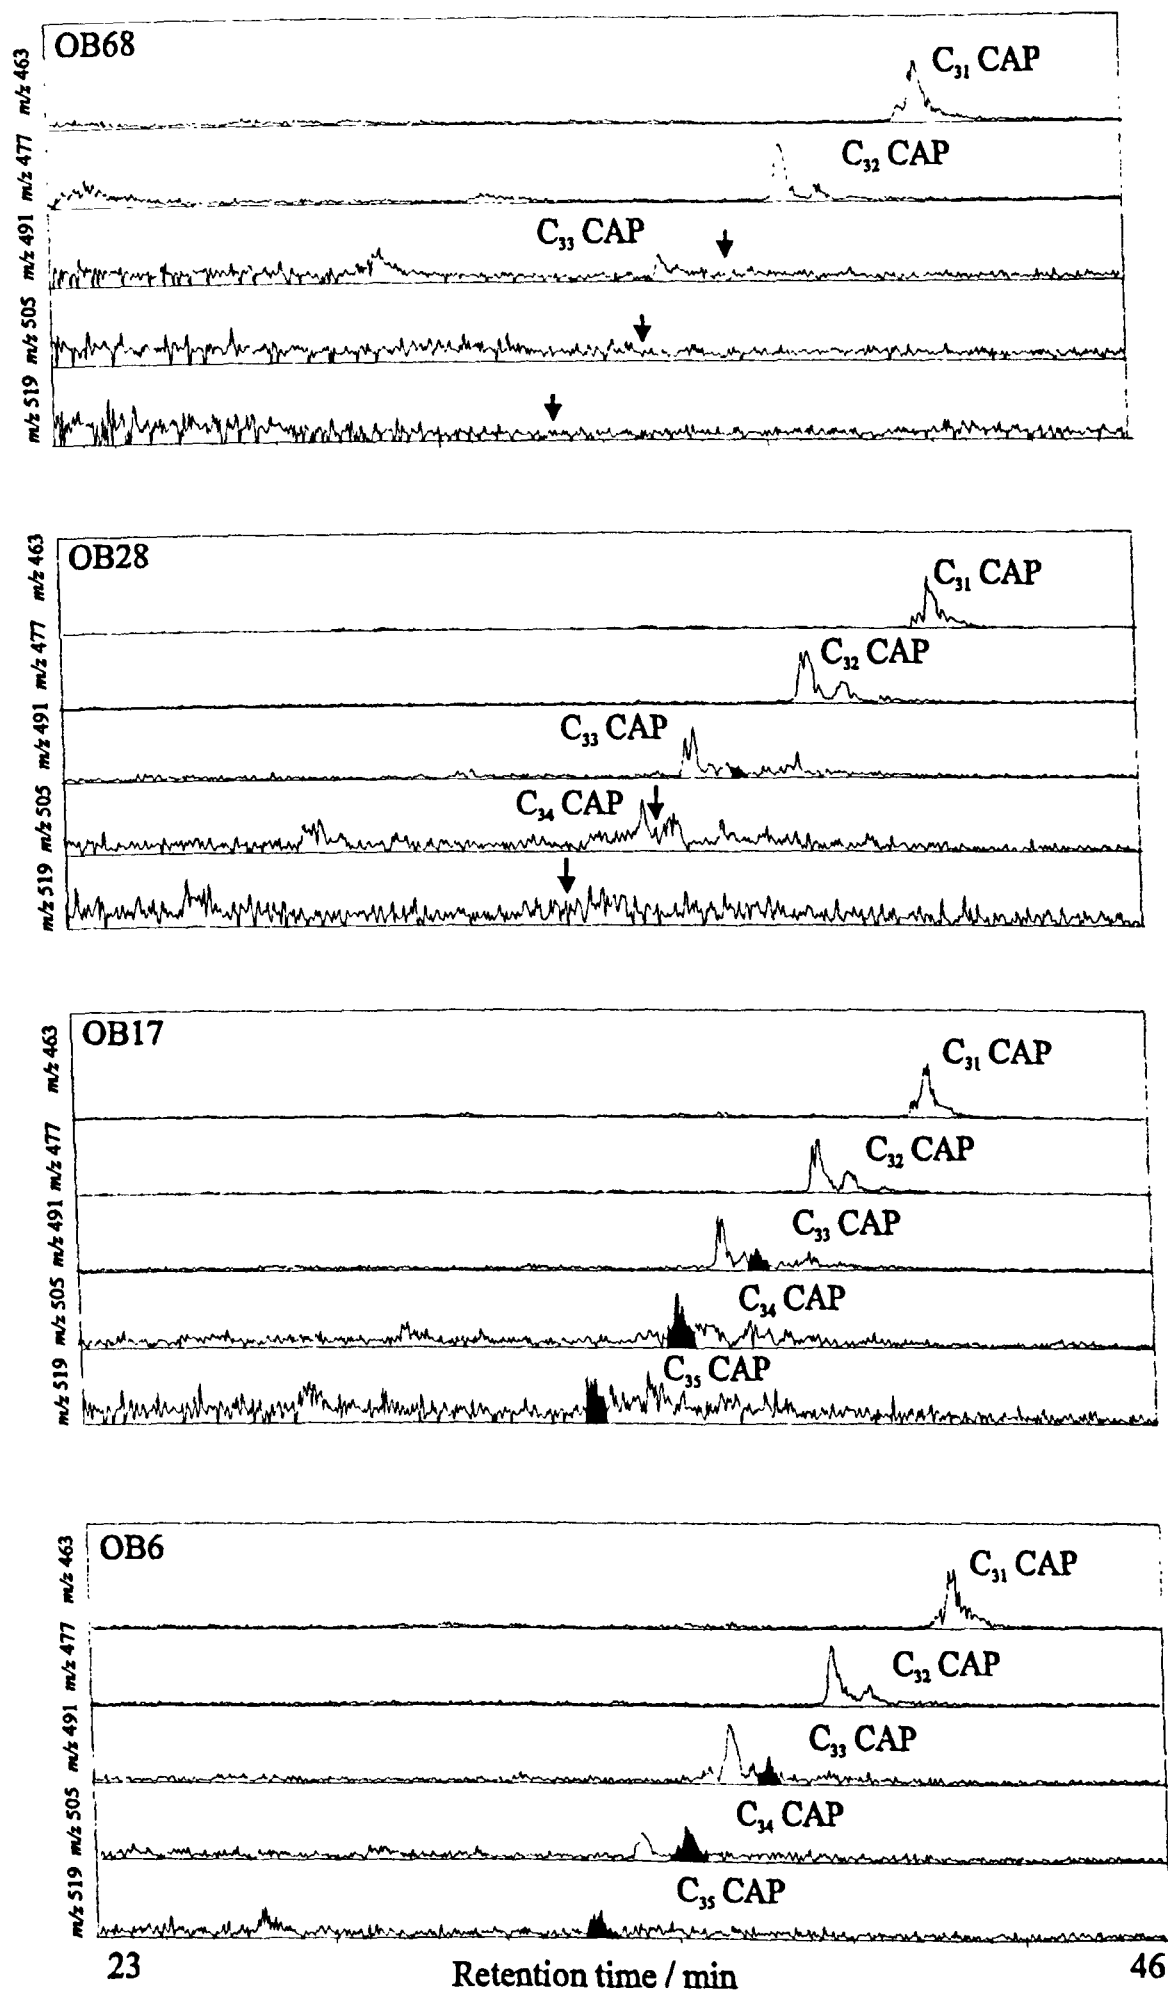 OB68
m/z 463
C₃₁ CAP
m/z 477
C₃₂ CAP
m/z 491
C₃₃ CAP
m/z 505
m/z 519
OB28
m/z 463
C₃₁ CAP
m/z 477
C₃₂ CAP
m/z 491
C₃₃ CAP
m/z 505
C₃₄ CAP
m/z 519
OB17
m/z 463
C₃₁ CAP
m/z 477
C₃₂ CAP
m/z 491
C₃₃ CAP
m/z 505
C₃₄ CAP
m/z 519
C₃₅ CAP
OB6
m/z 463
C₃₁ CAP
m/z 477
C₃₂ CAP
m/z 491
C₃₃ CAP
m/z 505
C₃₄ CAP
m/z 519
C₃₅ CAP
23
Retention time / min
46